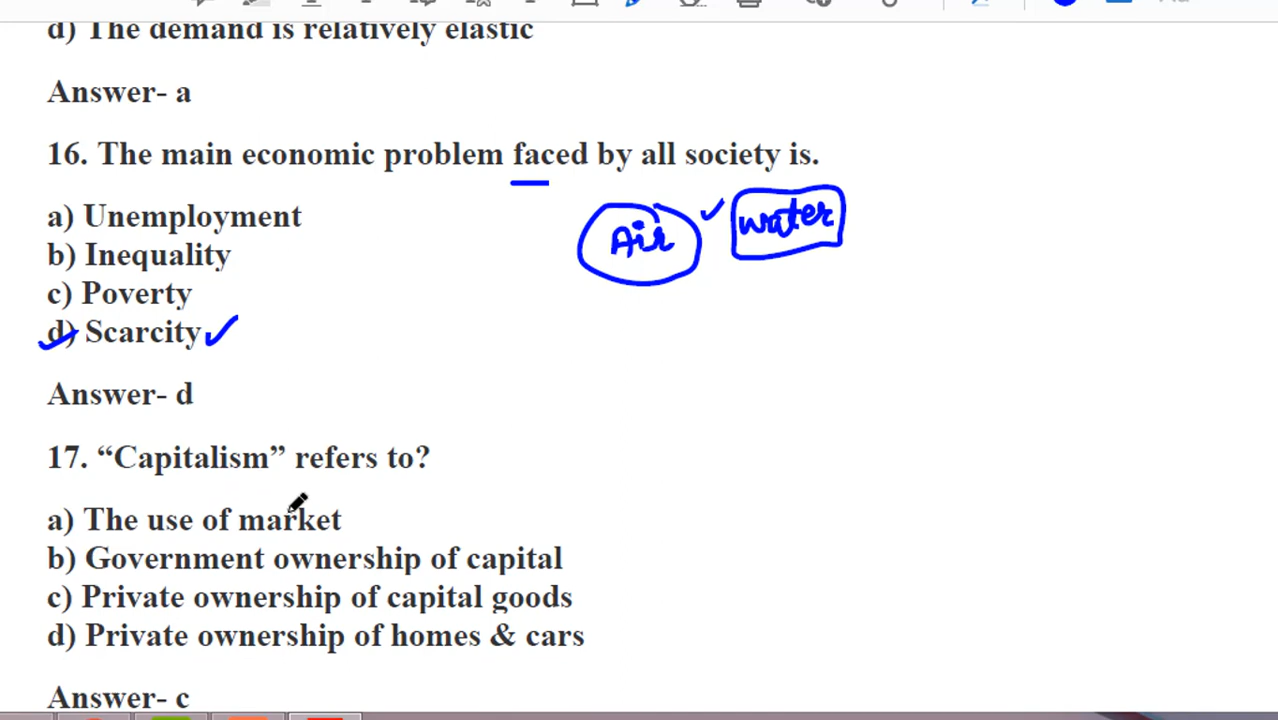 d) The demand is relatively elastic
Answer- a
16. The main economic problem faced by all society is.
a) Unemployment
Air
water
b) Inequality
c) Poverty
d) Scarcity
Answer- d
17. “Capitalism” refers to?
a) The use of market
b) Government ownership of capital
c) Private ownership of capital goods
d) Private ownership of homes & cars
Answer- c